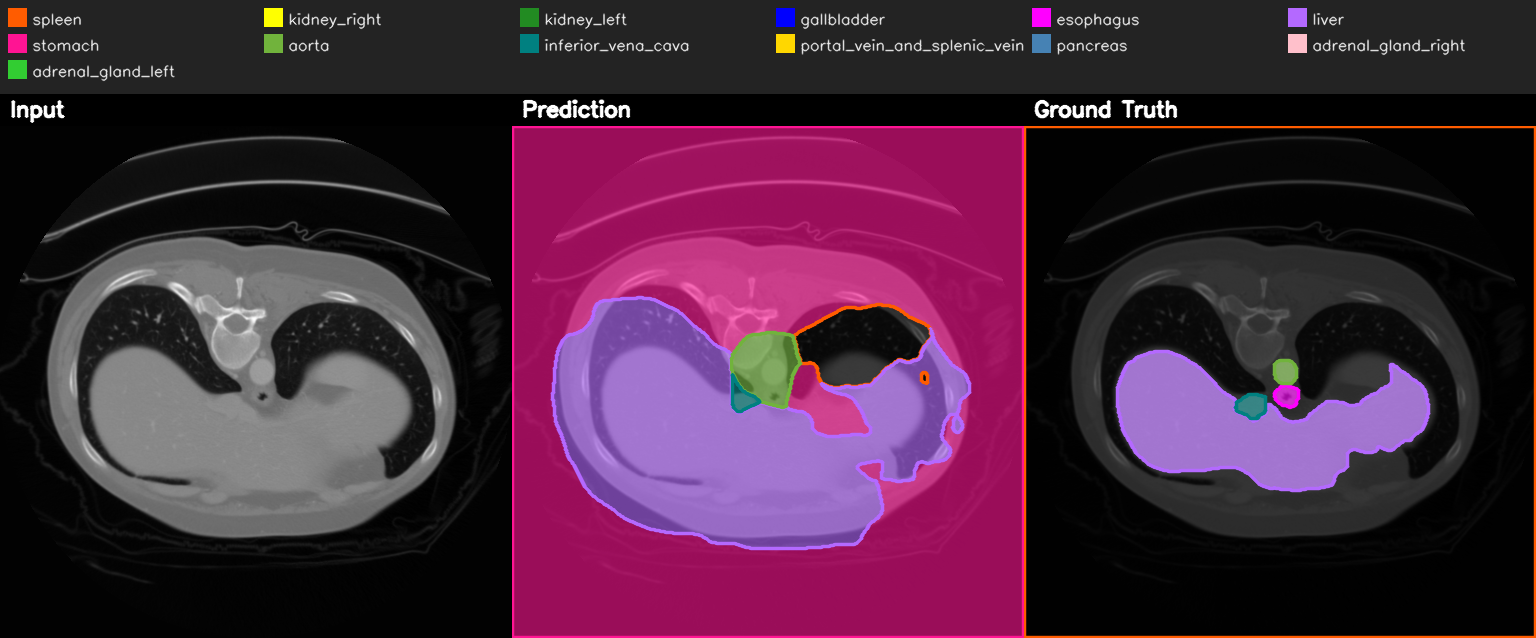 spleen kidney_right kidney_left gallbladder esophagus liver
stomach aorta inferior_vena_cava portal_vein_and_splenic_vein pancreas adrenal_gland_right
adrenal_gland_left
Input Prediction Ground Truth